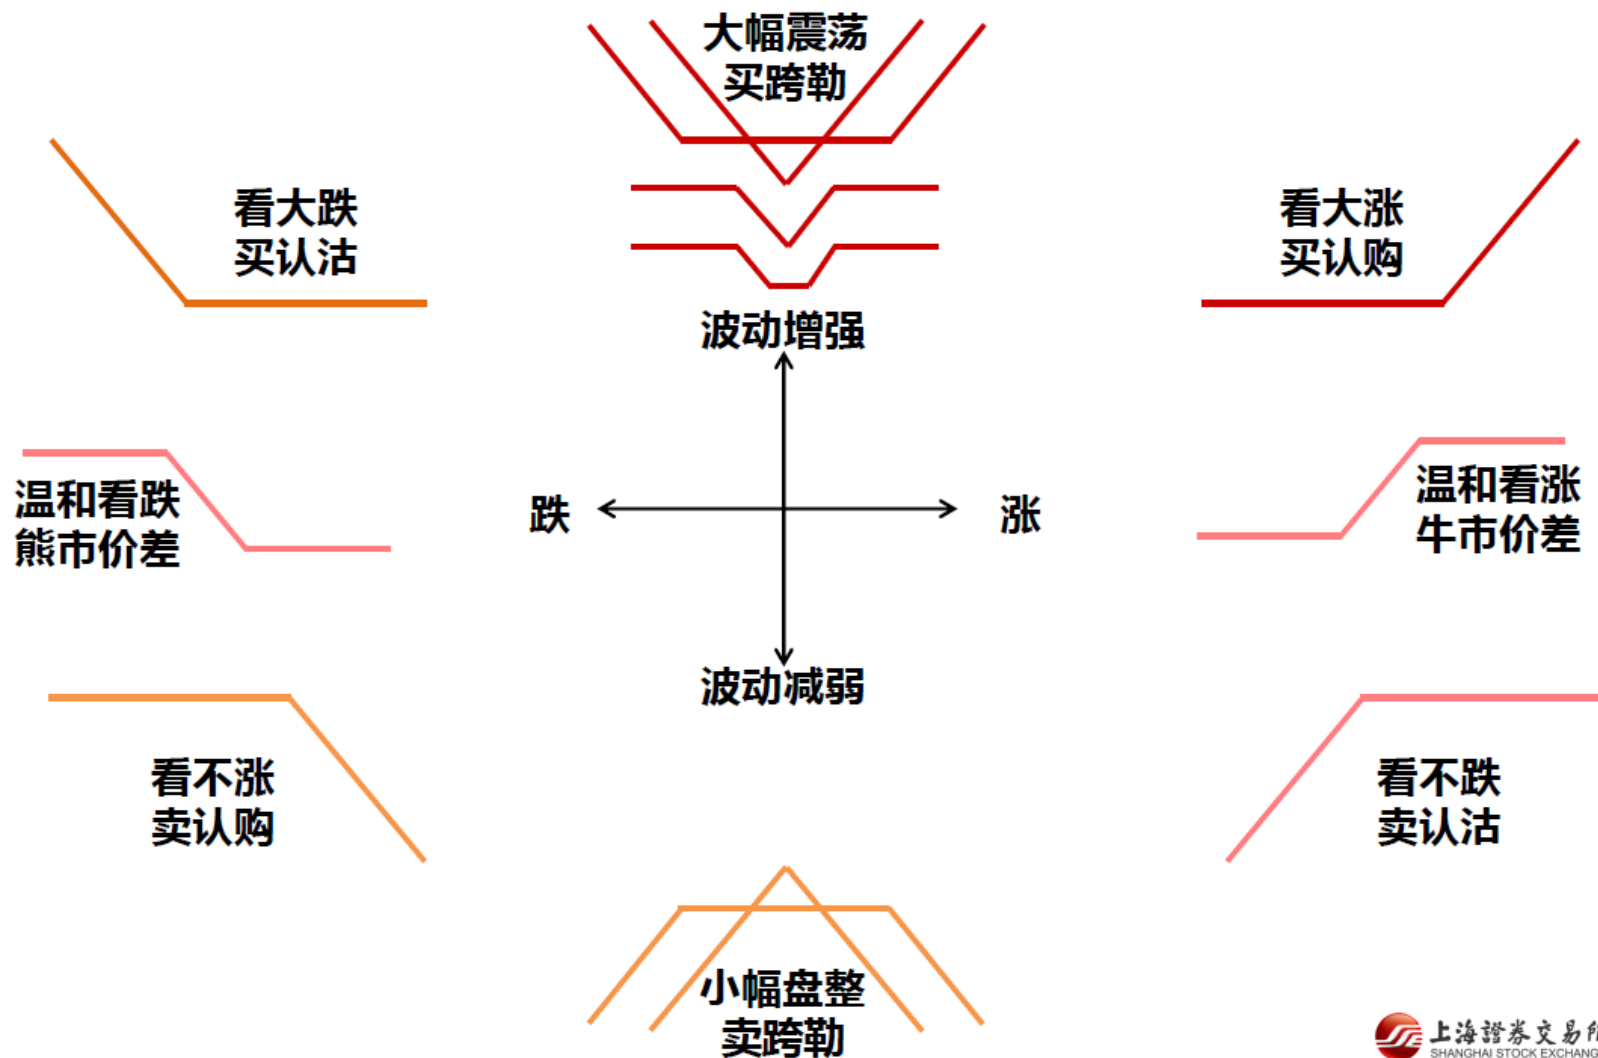 大幅震荡
买跨勒
看大跌
买认沽
看大涨
买认购
波动增强
温和看跌
熊市价差
跌
涨
温和看涨
牛市价差
波动减弱
看不涨
卖认购
看不跌
卖认沽
小幅盘整
卖跨勒
上海證券交易所
SHANGHAI STOCK EXCHANG